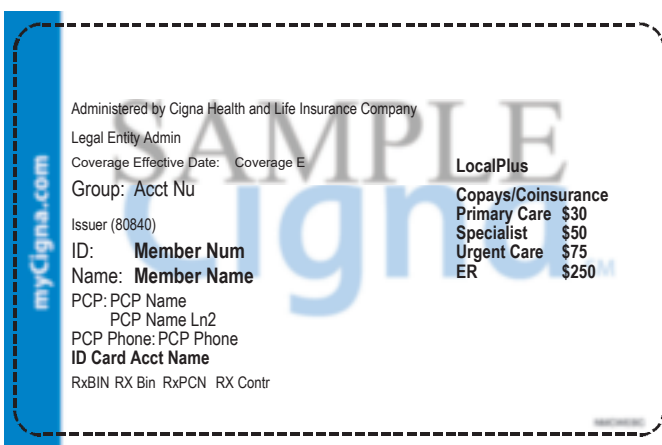 myCigna.com
SAMPLE
Cigna
Administered by Cigna Health and Life Insurance Company
Legal Entity Admin
Coverage Effective Date: Coverage E
Group: Acct Nu
Issuer (80840)
ID: Member Num
Name: Member Name
PCP: PCP Name
PCP Name Ln2
PCP Phone: PCP Phone
ID Card Acct Name
RxBIN RX Bin RxPCN RX Contr
LocalPlus
Copays/Coinsurance
Primary Care $30
Specialist $50
Urgent Care $75
ER $250